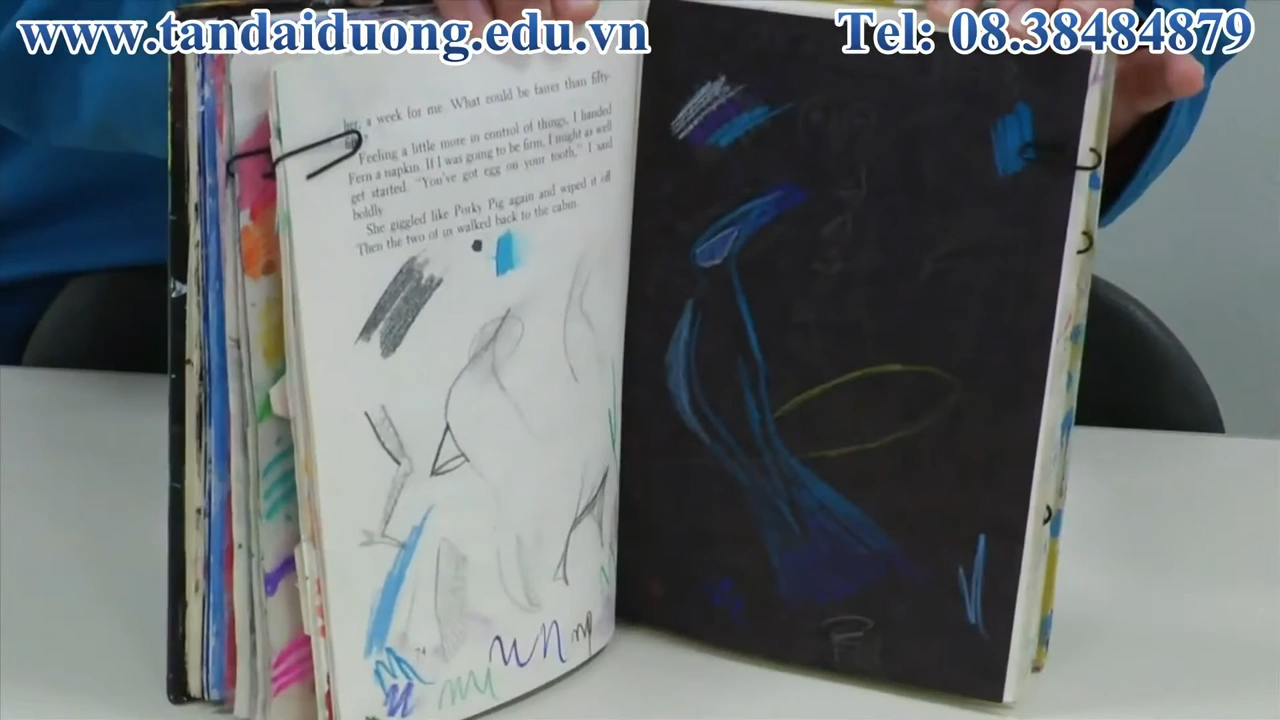 www.tandaiduong.edu.vn
Tel: 08.38484879
her, a week for me. What could be fairer than fifty-
fifty?"
Feeling a little more in control of things, I handed
Fern a napkin. If I was going to be firm, I might as well
get started. "You've got egg on your tooth," I said
boldly.
She giggled like Porky Pig again and wiped it off.
Then the two of us walked back to the cabin.